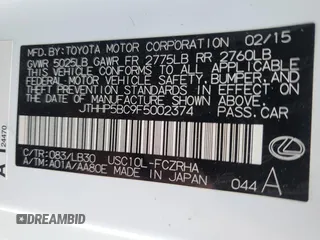 MFD. BY: TOYOTA MOTOR CORPORATION 02/15
GVWR 5025LB GAWR FR 2775LB RR 2760LB
THIS VEHICLE CONFORMS TO ALL APPLICABLE
FEDERAL MOTOR VEHICLE SAFETY, BUMPER, AND
THEFT PREVENTION STANDARDS IN EFFECT ON THE
DATE OF MANUFACTURE SHOWN ABOVE.
JTHHP5BC9F5002374 PASS. CAR
C/TR: 083/LB30 USC10L-FCZRHA
A/TM: A01A/AA80E MADE IN JAPAN
044 A
24470